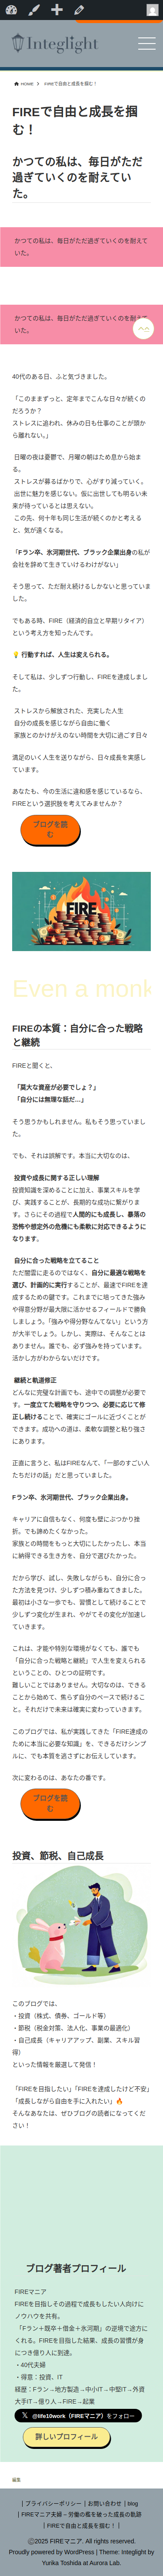 Integlight
HOME > FIREで自由と成長を掴む！
FIREで自由と成長を掴
む！
かつての私は、毎日がただ
過ぎていくのを耐えてい
た。
かつての私は、毎日がただ過ぎていくのを耐えて
いた。
かつての私は、毎日がただ過ぎていくのを耐えて
いた。
40代のある日、ふと気づきました。
「このままずっと、定年までこんな日々が続くの
だろうか？
ストレスに追われ、休みの日も仕事のことが頭か
ら離れない。」
日曜の夜は憂鬱で、月曜の朝はため息から始ま
る。
ストレスが募るばかりで、心がすり減っていく。
出世に魅力を感じない。仮に出世しても明るい未
来が待っているとは思えない。
この先、何十年も同じ生活が続くのかと考える
と、気が遠くなる。
「Fラン卒、氷河期世代、ブラック企業出身の私が
会社を辞めて生きていけるわけがない」
そう思って、ただ耐え続けるしかないと思っていま
した。
でもある時、FIRE（経済的自立と早期リタイア）
という考え方を知ったんです。
💡 行動すれば、人生は変えられる。
そして私は、少しずつ行動し、FIREを達成しまし
た。
ストレスから解放された、充実した人生
自分の成長を感じながら自由に働く
家族とのかけがえのない時間を大切に過ごす日々
満足のいく人生を送りながら、日々成長を実感し
ています。
あなたも、今の生活に違和感を感じているなら、
FIREという選択肢を考えてみませんか？
ブログを読
む
FIRE
Even a monk
FIREの本質：自分に合った戦略
と継続
FIREと聞くと、
「莫大な資産が必要でしょ？」
「自分には無理な話だ…」
そう思うかもしれません。私もそう思っていまし
た。
でも、それは誤解です。本当に大切なのは、
投資や成長に関する正しい理解
投資知識を深めることに加え、事業スキルを学
び、実践することが、長期的な成功に繋がりま
す。さらにその過程で人間的にも成長し、暴落の
恐怖や想定外の危機にも柔軟に対応できるように
なります。
自分に合った戦略を立てること
ただ闇雲に走るのではなく、自分に最適な戦略を
選び、計画的に実行することが、最速でFIREを達
成するための鍵です。これまでに培ってきた強み
や得意分野が最大限に活かせるフィールドで勝負
しましょう。「強みや得分野なんてない」という方
が大半でしょう。しかし、実際は、そんなことは
ありません。誰でも、必ず強みを持っています。
活かし方がわからないだけです。
継続と軌道修正
どんなに完璧な計画でも、途中での調整が必要で
す。一度立てた戦略を守りつつ、必要に応じて修
正し続けることで、確実にゴールに近づくことが
できます。成功への道は、柔軟な調整と粘り強さ
にあります。
正直に言うと、私はFIREなんて、「一部のすごい人
たちだけの話」だと思っていました。
Fラン卒、氷河期世代、ブラック企業出身。
キャリアに自信もなく、何度も壁にぶつかり挫
折。でも諦めたくなかった。
家族との時間をもっと大切にしたかったし、本当
に納得できる生き方を、自分で選びたかった。
だから学び、試し、失敗しながらも、自分に合っ
た方法を見つけ、少しずつ積み重ねてきました。
最初は小さな一歩でも、習慣として続けることで
少しずつ変化が生まれ、やがてその変化が加速し
ていきます。
これは、才能や特別な環境がなくても、誰でも
「自分に合った戦略と継続」で人生を変えられる
ということの、ひとつの証明です。
難しいことではありません。大切なのは、できる
ことから始めて、焦らず自分のペースで続けるこ
と。それだけで未来は確実に変わっていきます。
このブログでは、私が実践してきた「FIRE達成の
ために本当に必要な知識」を、できるだけシンプ
ルに、でも本質を逃さずにお伝えしています。
次に変わるのは、あなたの番です。
ブログを読
む
投資、節税、自己成長
このブログでは、
・投資（株式、債券、ゴールド等）
・節税（税金対策、法人化、事業の最適化）
・自己成長（キャリアアップ、副業、スキル習
得）
といった情報を厳選して発信！
「FIREを目指したい」「FIREを達成したけど不安」
「成長しながら自由を手に入れたい」🔥
そんなあなたは、ぜひブログの読者になってくださ
い！
ブログ著者プロフィール
FIREマニア
FIREを目指しその過程で成長もしたい人向けに
ノウハウを共有。
「Fラン＋既卒＋借金＋氷河期」の逆境で途方に
くれる。FIREを目指した結果、成長の習慣が身
につき億り人に到達。
・40代夫婦
・得意：投資、IT
経歴：Fラン→地方製造→中小IT→中堅IT→外資
大手IT→億り人→FIRE→起業
𝕏 @life10work（FIREマニア）をフォロー
詳しいプロフィール
編集
| プライバシーポリシー | お問い合わせ | blog
| FIREマニア夫婦 – 労働の檻を破った成長の軌跡
| FIREで自由と成長を掴む！ |
©2025 FIREマニア. All rights reserved.
Proudly powered by WordPress | Theme: Integlight by
Yurika Toshida at Aurora Lab.